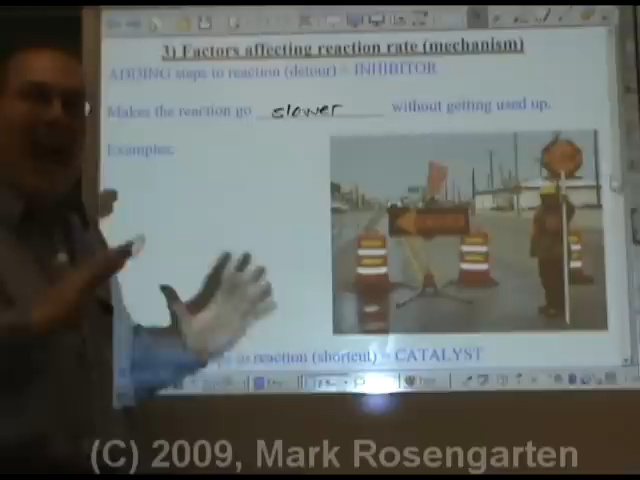 3) Factors affecting reaction rate (mechanism)
ADDING steps to reaction (detour) = INHIBITOR
Makes the reaction go slower without getting used up.
Examples:
to reaction (shortcut) = CATALYST
(C) 2009, Mark Rosengarten